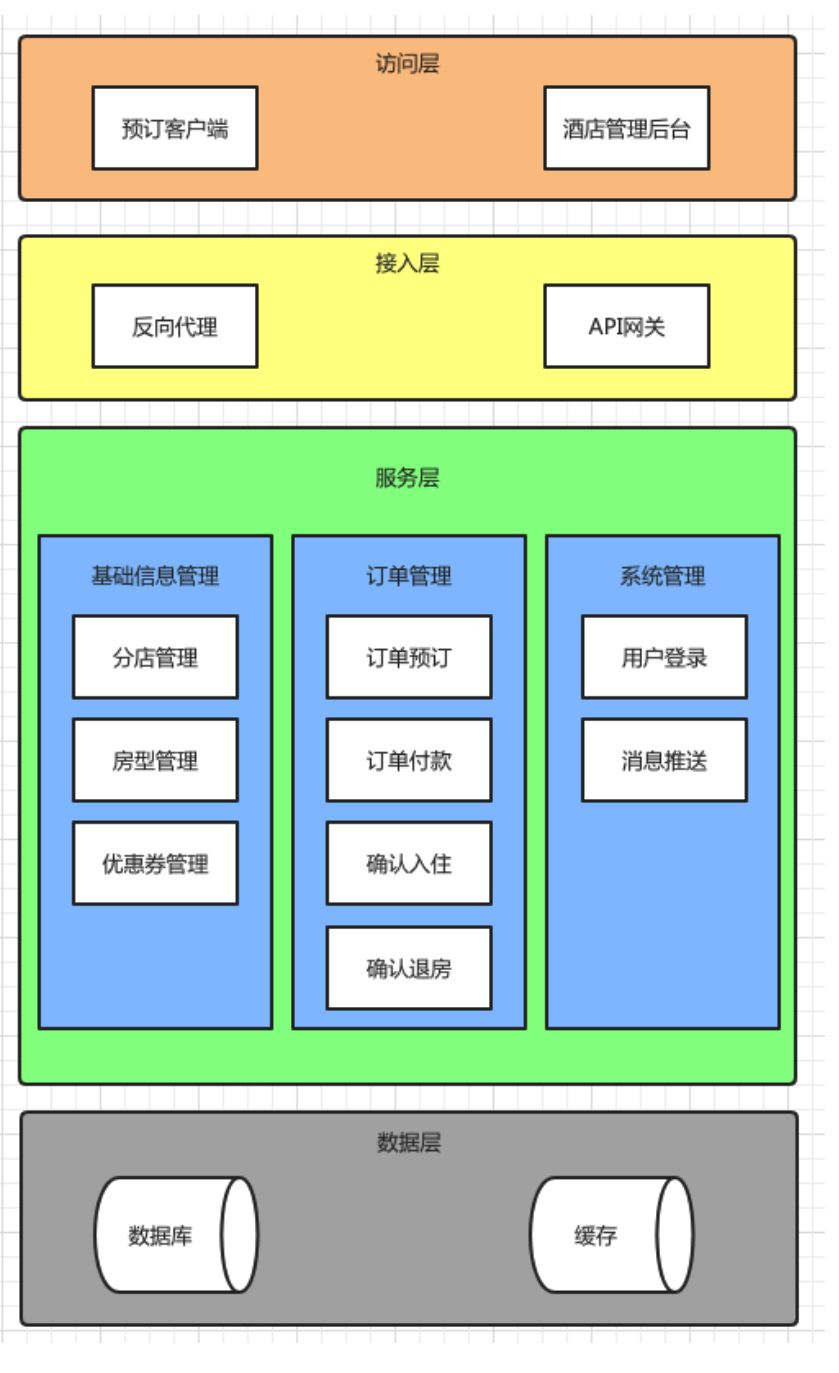 访问层
预订客户端
酒店管理后台
接入层
反向代理
API网关
服务层
基础信息管理
分店管理
房型管理
优惠券管理
订单管理
订单预订
订单付款
确认入住
确认退房
系统管理
用户登录
消息推送
数据层
数据库
缓存